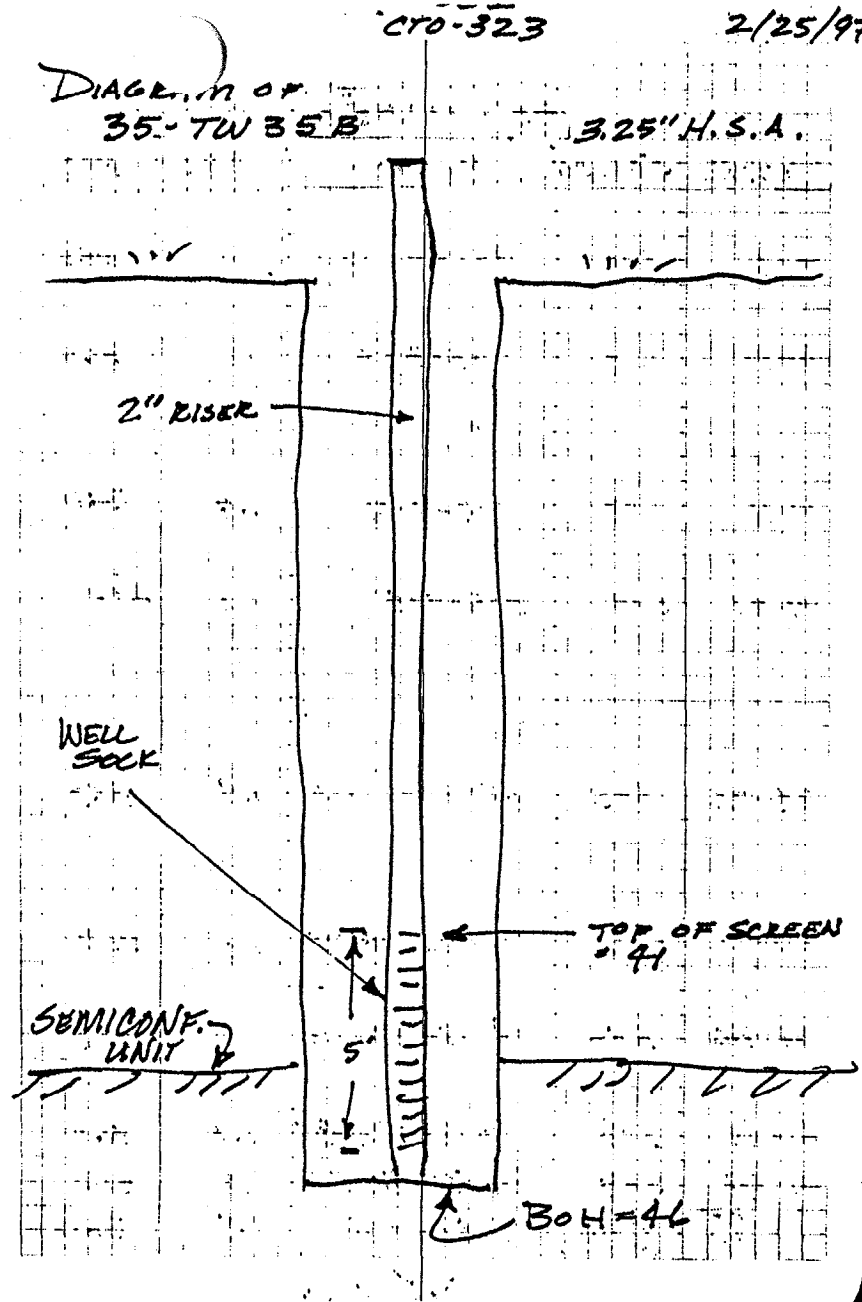 CTO-323
2/25/97
DIAGRAM OF
35-TW35B
3.25" H.S.A.
2" RISER
WELL
SOCK
TOP OF SCREEN
41
SEMICONF.
UNIT
5'
BOH = 46